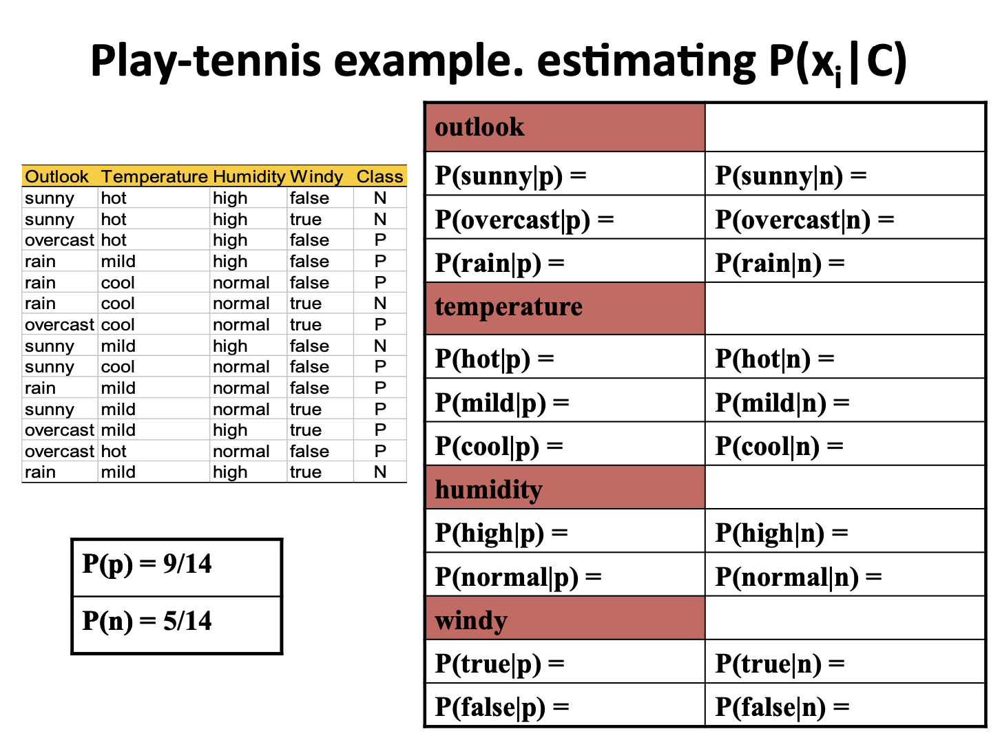 Play-tennis example. estimating P(xi|C)
Outlook Temperature Humidity Windy Class
sunny hot high false N
sunny hot high true N
overcast hot high false P
rain mild high false P
rain cool normal false P
rain cool normal true N
overcast cool normal true P
sunny mild high false N
sunny cool normal false P
rain mild normal false P
sunny mild normal true P
overcast mild high true P
overcast hot normal false P
rain mild high true N
P(p) = 9/14
P(n) = 5/14
outlook
P(sunny|p) = P(sunny|n) =
P(overcast|p) = P(overcast|n) =
P(rain|p) = P(rain|n) =
temperature
P(hot|p) = P(hot|n) =
P(mild|p) = P(mild|n) =
P(cool|p) = P(cool|n) =
humidity
P(high|p) = P(high|n) =
P(normal|p) = P(normal|n) =
windy
P(true|p) = P(true|n) =
P(false|p) = P(false|n) =